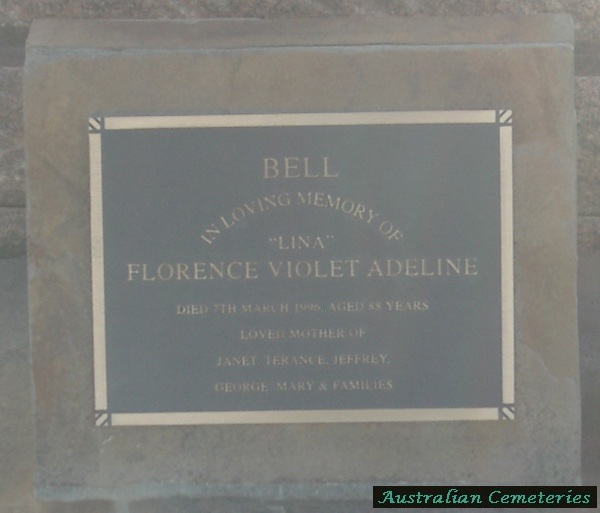 BELL
IN LOVING MEMORY OF
"LINA"
FLORENCE VIOLET ADELINE
DIED 7TH MARCH 1996, AGED 88 YEARS
LOVED MOTHER OF
JANET, TERANCE, JEFFREY,
GEORGE, MARY & FAMILIES
Australian Cemeteries